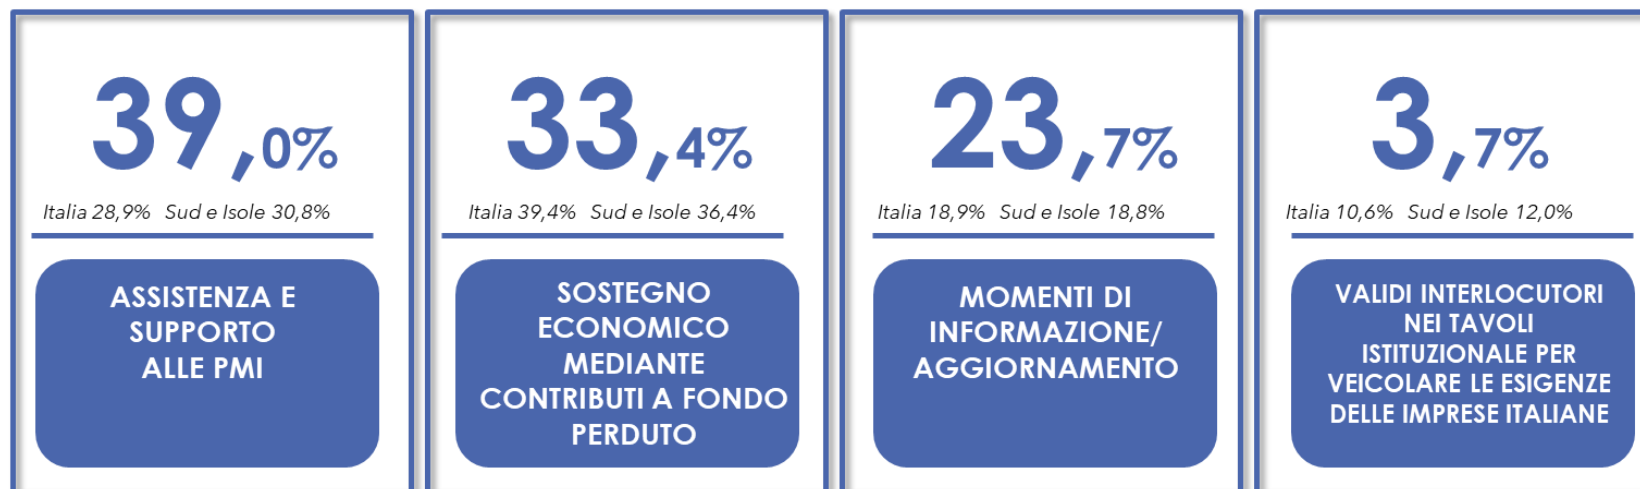 39,0%
Italia 28,9% Sud e Isole 30,8%
ASSISTENZA E
SUPPORTO
ALLE PMI
33,4%
Italia 39,4% Sud e Isole 36,4%
SOSTEGNO
ECONOMICO
MEDIANTE
CONTRIBUTI A FONDO
PERDUTO
23,7%
Italia 18,9% Sud e Isole 18,8%
MOMENTI DI
INFORMAZIONE/
AGGIORNAMENTO
3,7%
Italia 10,6% Sud e Isole 12,0%
VALIDI INTERLOCUTORI
NEI TAVOLI
ISTITUZIONALE PER
VEICOLARE LE ESIGENZE
DELLE IMPRESE ITALIANE